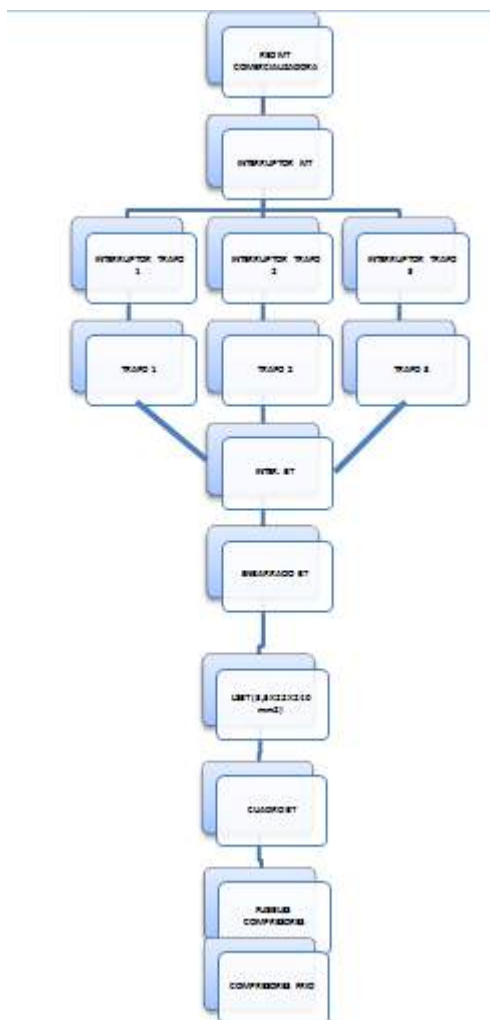 RED MT
COMERCIALIZADORA
INTERRUPTOR MT
INTERRUPTOR TRAFO
1
INTERRUPTOR TRAFO
2
INTERRUPTOR TRAFO
3
TRAFO 1
TRAFO 2
TRAFO 3
INTER. BT
EMBARRADO BT
mm2)
CUADRO BT
FUSIBLES
COMPRESORES
COMPRESORES FRIO